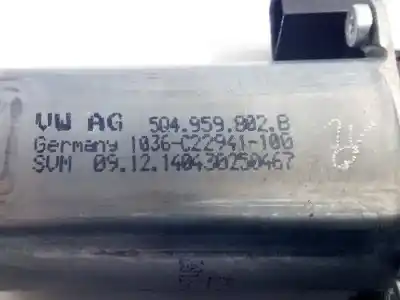 VW AG 5Q4.959.802.B
Germany 1036-C22941-100
SVM 09.12.140430250467